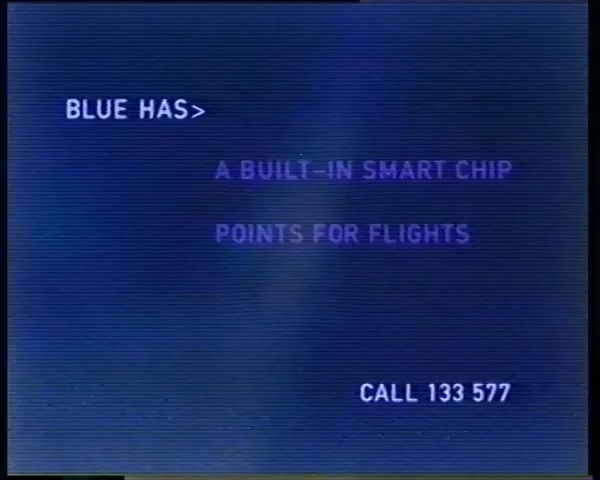 BLUE HAS>
A BUILT-IN SMART CHIP
POINTS FOR FLIGHTS
CALL 133 577